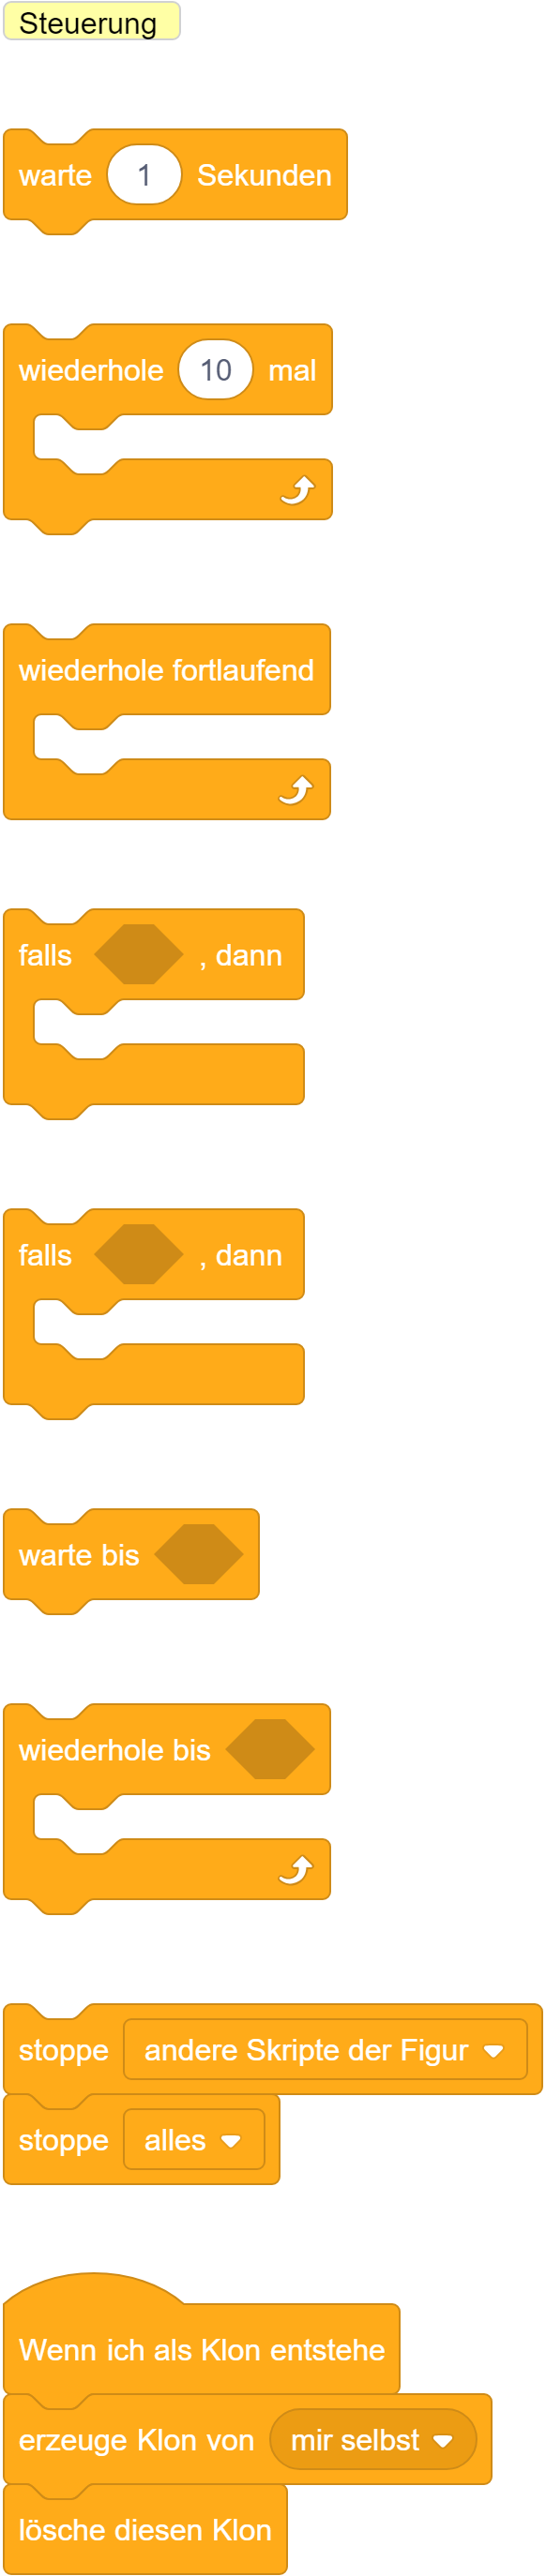 Steuerung
warte 1 Sekunden
wiederhole 10 mal
wiederhole fortlaufend
falls , dann
falls , dann
warte bis
wiederhole bis
stoppe andere Skripte der Figur
stoppe alles
Wenn ich als Klon entstehe
erzeuge Klon von mir selbst
lösche diesen Klon